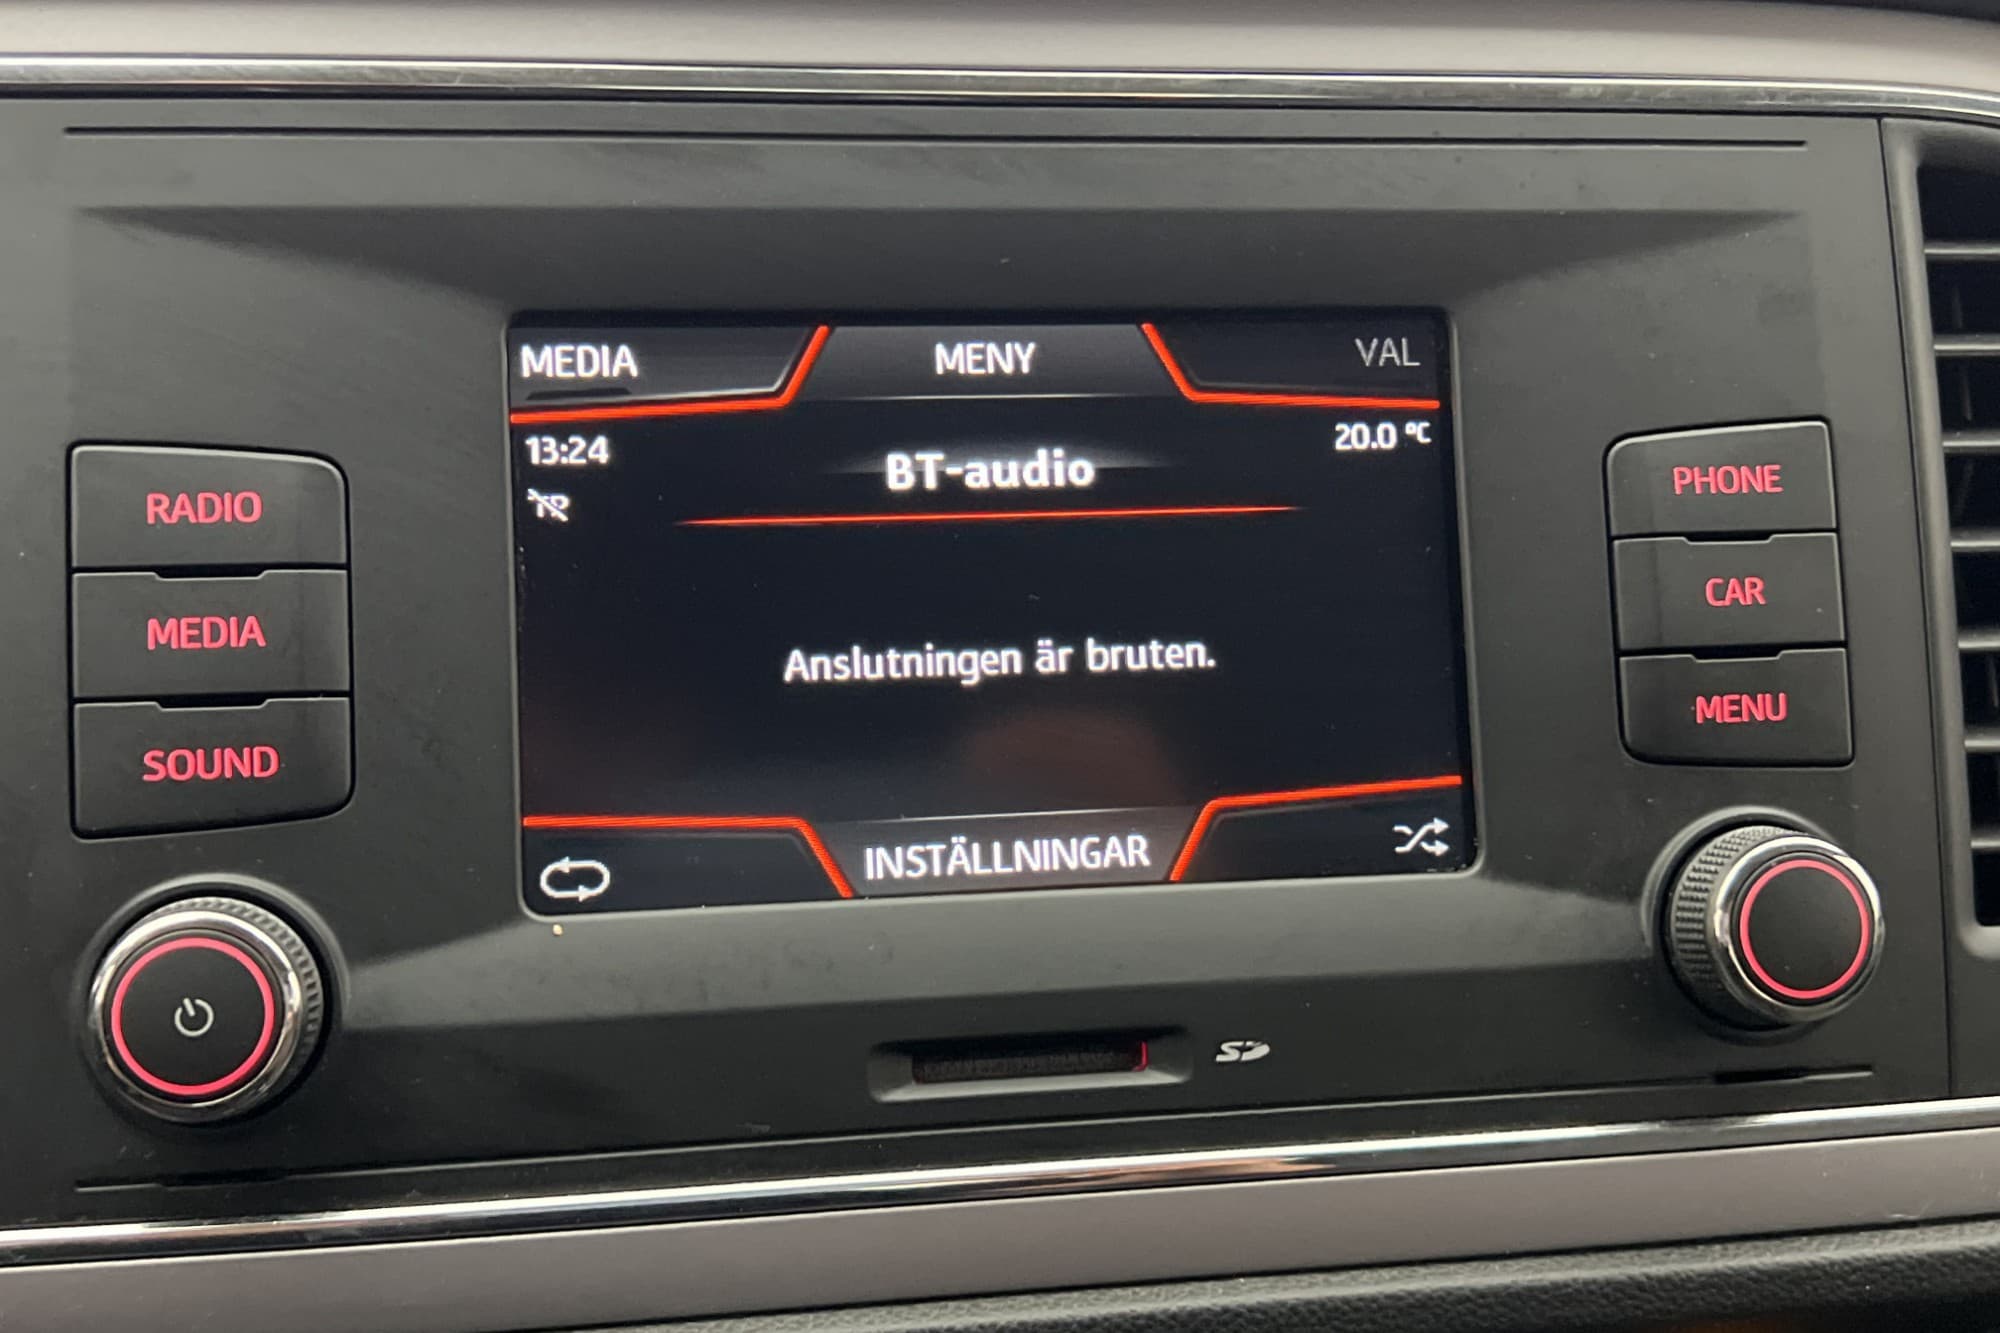 MEDIA MENY VAL
13:24 20.0 °C
BT-audio
TP
RADIO
PHONE
CAR
MEDIA
Anslutningen är bruten.
MENU
SOUND
INSTÄLLNINGAR
SD